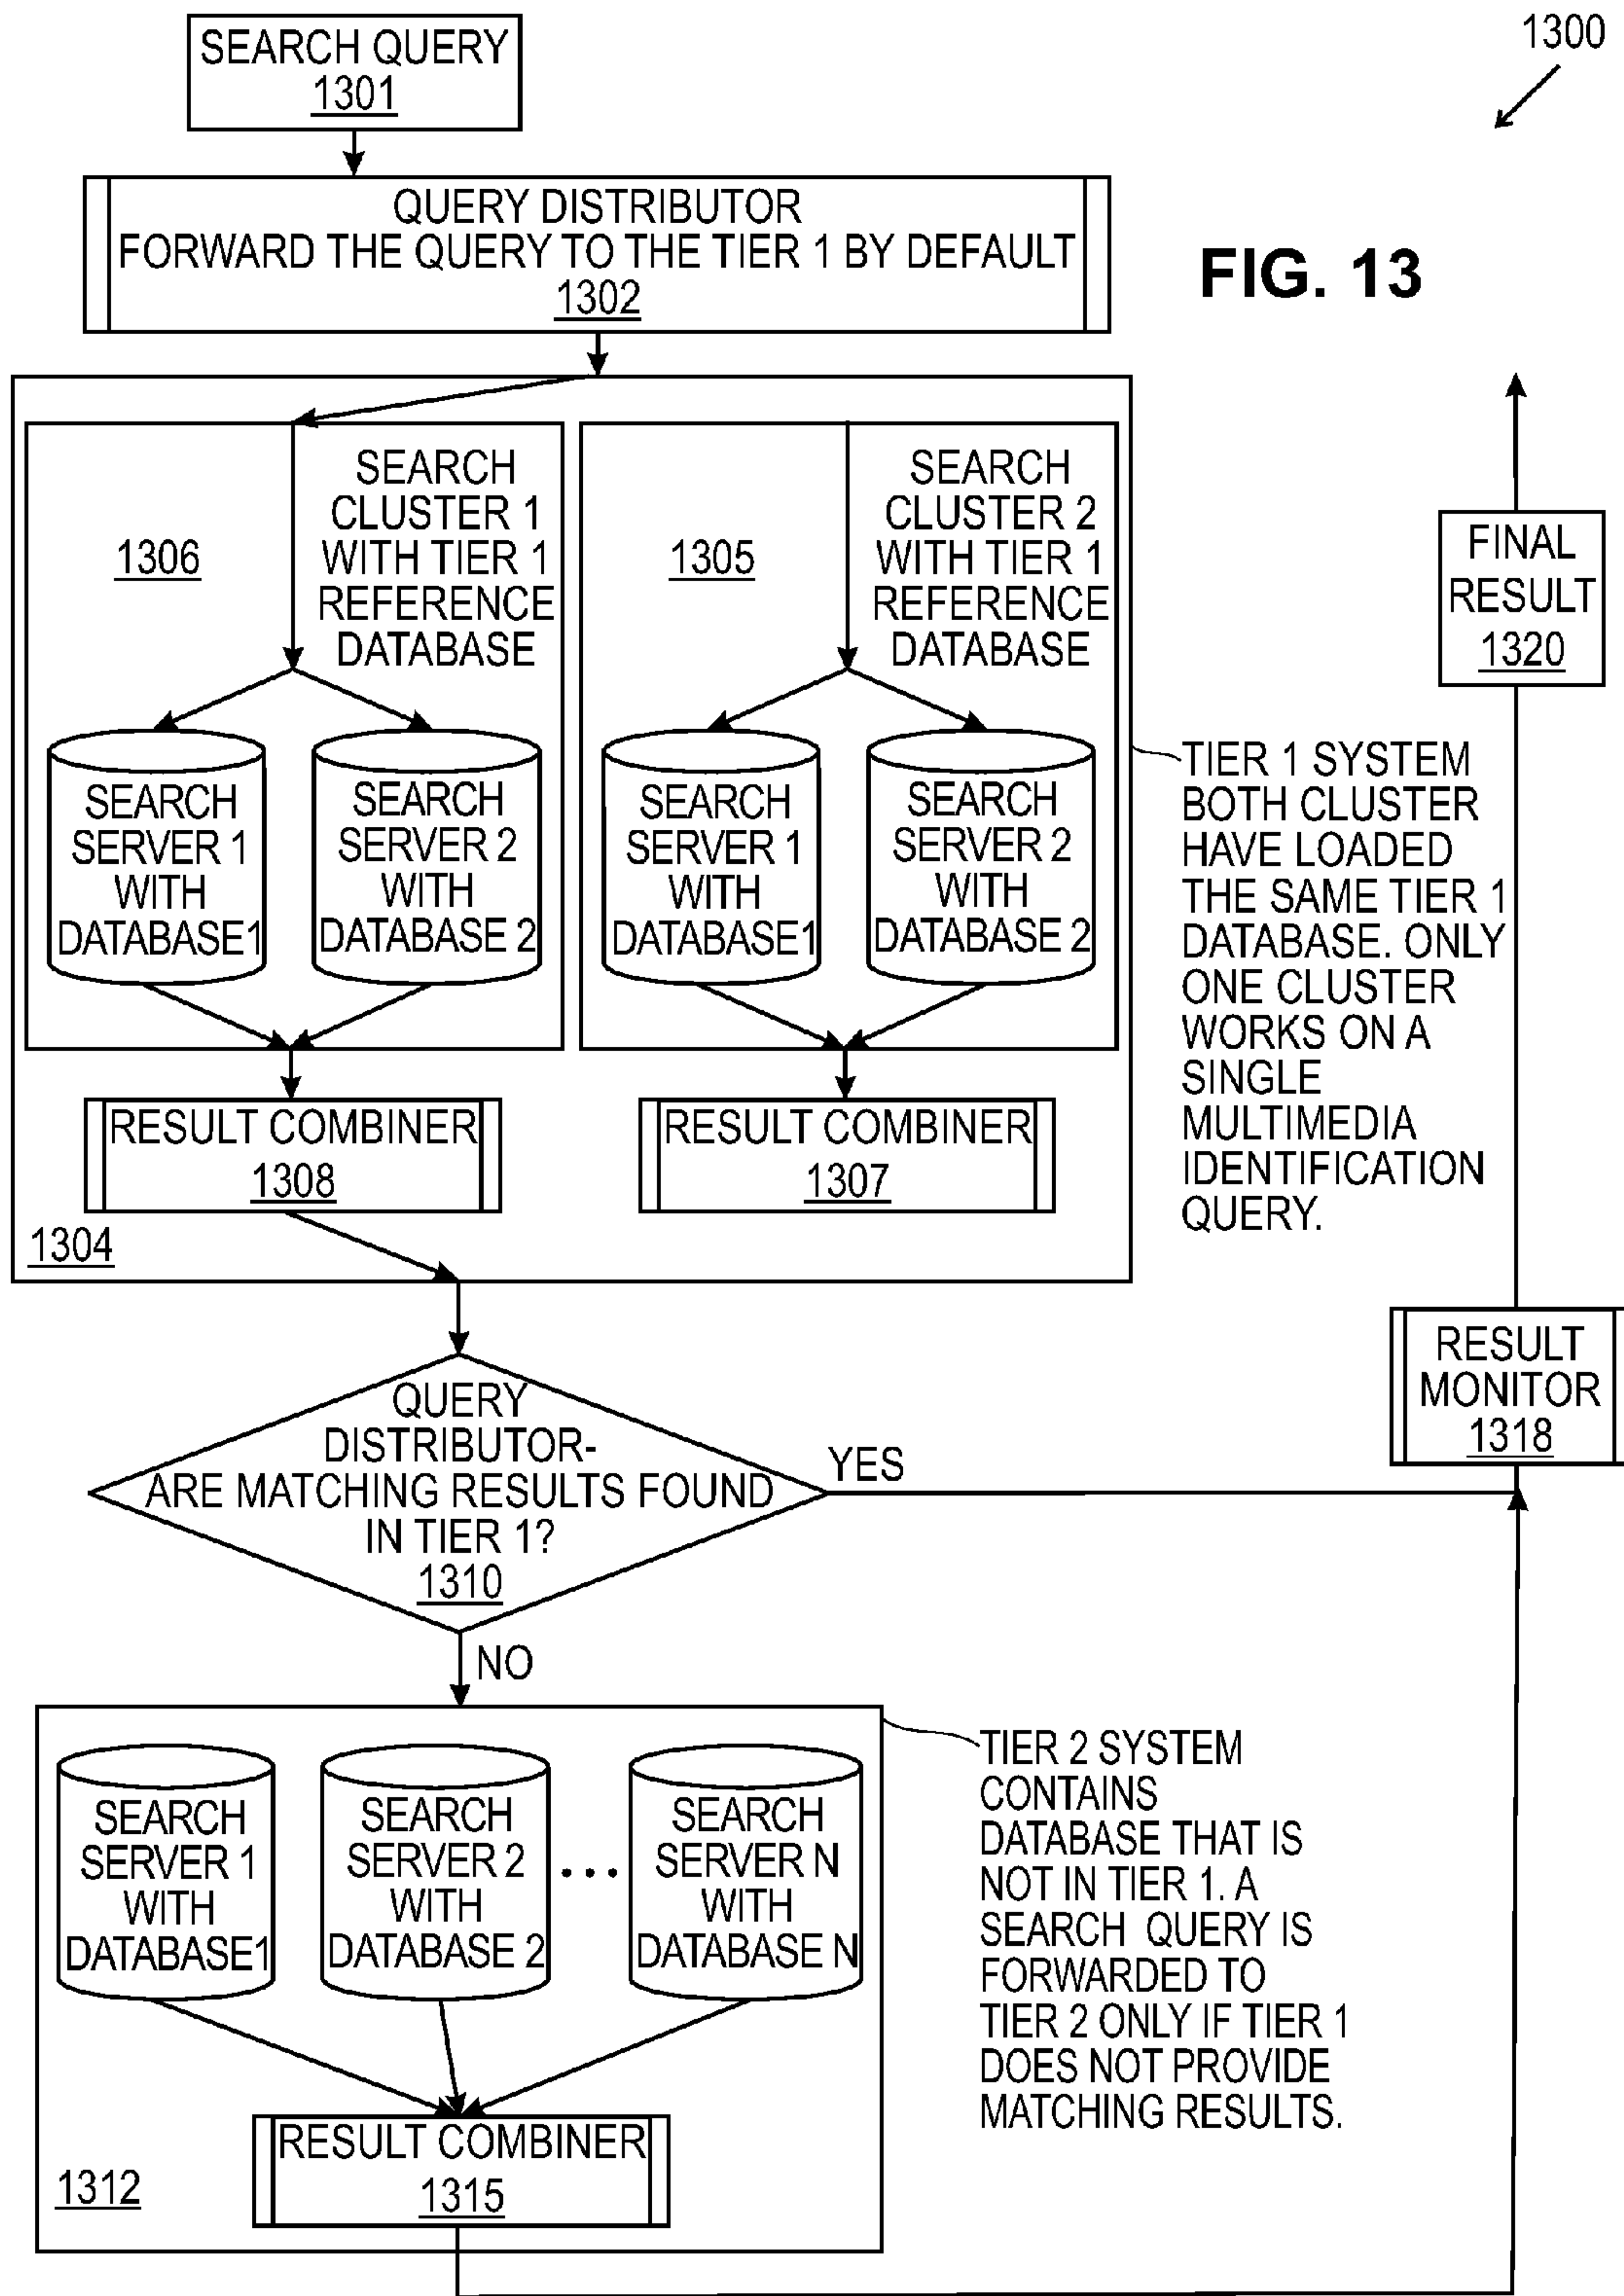 1300
SEARCH QUERY
1301
QUERY DISTRIBUTOR
FORWARD THE QUERY TO THE TIER 1 BY DEFAULT
1302
FIG. 13
1306
SEARCH
CLUSTER 1
WITH TIER 1
REFERENCE
DATABASE
SEARCH
SERVER 1
WITH
DATABASE1
SEARCH
SERVER 2
WITH
DATABASE 2
RESULT COMBINER
1308
1305
SEARCH
CLUSTER 2
WITH TIER 1
REFERENCE
DATABASE
SEARCH
SERVER 1
WITH
DATABASE1
SEARCH
SERVER 2
WITH
DATABASE 2
RESULT COMBINER
1307
1304
TIER 1 SYSTEM
BOTH CLUSTER
HAVE LOADED
THE SAME TIER 1
DATABASE. ONLY
ONE CLUSTER
WORKS ON A
SINGLE
MULTIMEDIA
IDENTIFICATION
QUERY.
FINAL
RESULT
1320
RESULT
MONITOR
1318
QUERY
DISTRIBUTOR-
ARE MATCHING RESULTS FOUND
IN TIER 1?
1310
YES
NO
SEARCH
SERVER 1
WITH
DATABASE1
SEARCH
SERVER 2
WITH
DATABASE 2
...
SEARCH
SERVER N
WITH
DATABASE N
RESULT COMBINER
1315
1312
TIER 2 SYSTEM
CONTAINS
DATABASE THAT IS
NOT IN TIER 1. A
SEARCH QUERY IS
FORWARDED TO
TIER 2 ONLY IF TIER 1
DOES NOT PROVIDE
MATCHING RESULTS.